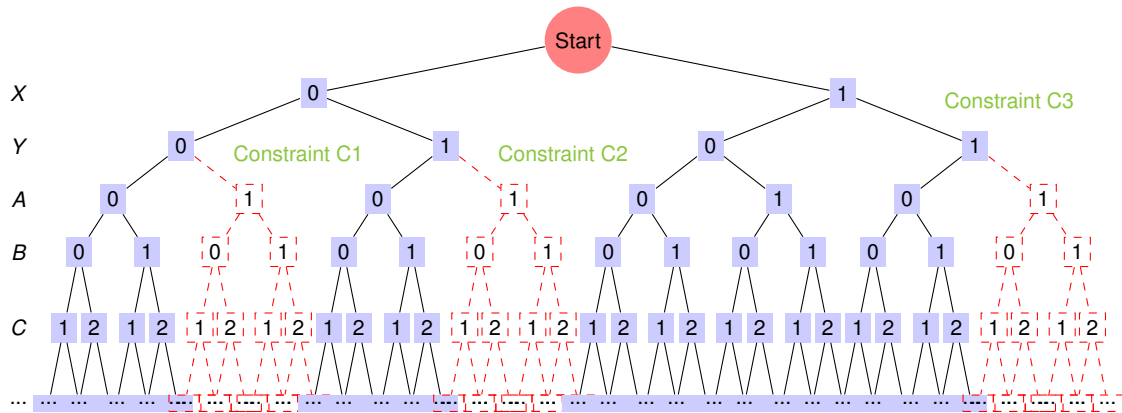 Start
X 0 1
Constraint C3
Y 0 Constraint C1 1 Constraint C2 0 1
A 0 1 0 1 0 1 0 1
B 0 1 0 1 0 1 0 1 0 1 0 1 0 1 0 1
C 1 2 1 2 1 2 1 2 1 2 1 2 1 2 1 2 1 2 1 2 1 2 1 2 1 2 1 2 1 2 1 2
... ... ... ... ... ... ... ... ... ... ... ... ... ... ... ... ... ... ... ... ... ... ... ... ... ... ... ... ... ... ... ... ...